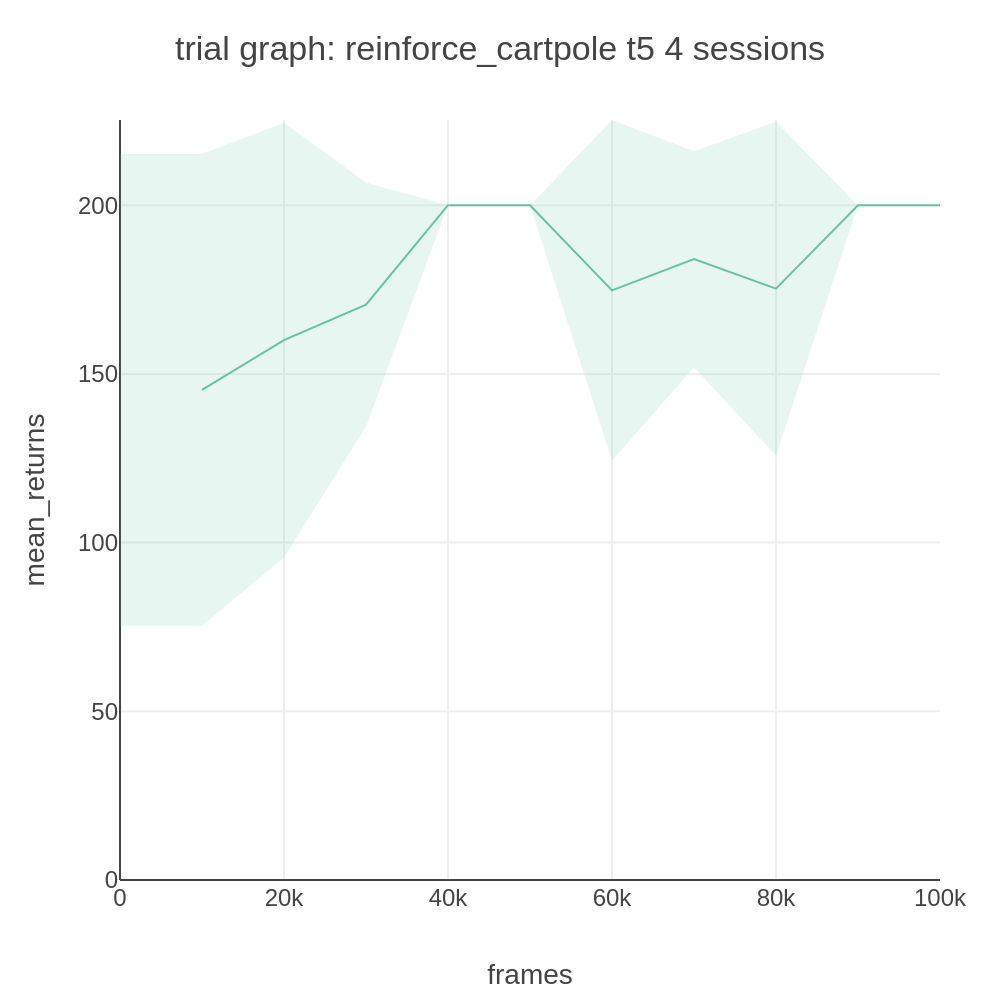 trial graph: reinforce_cartpole t5 4 sessions
mean_returns
200
150
100
50
0
0 20k 40k 60k 80k 100k
frames